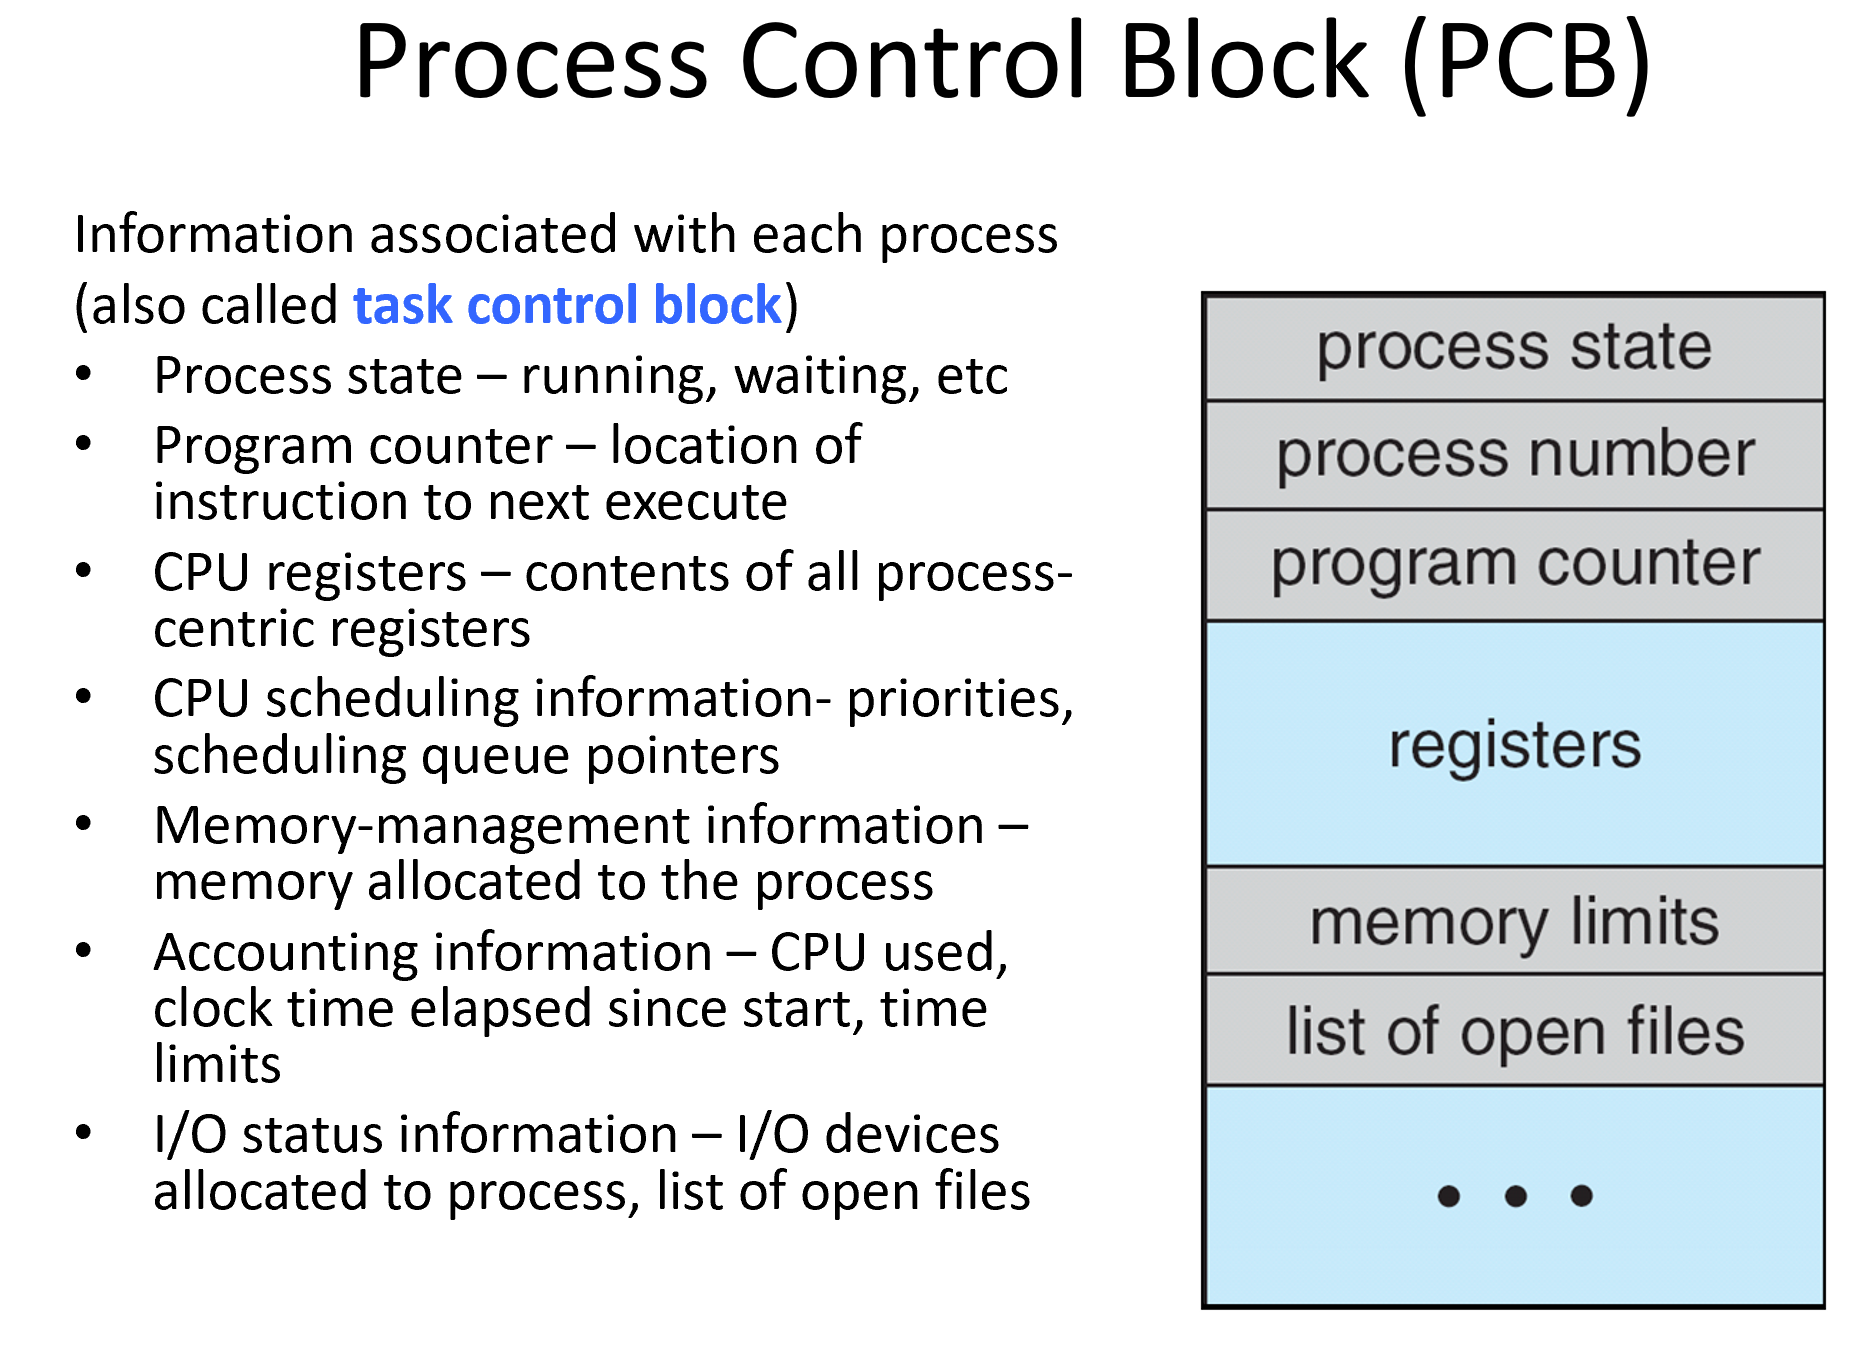 Process Control Block (PCB)
Information associated with each process
(also called task control block)
• Process state – running, waiting, etc
• Program counter – location of
instruction to next execute
• CPU registers – contents of all process-
centric registers
• CPU scheduling information- priorities,
scheduling queue pointers
• Memory-management information –
memory allocated to the process
• Accounting information – CPU used,
clock time elapsed since start, time
limits
• I/O status information – I/O devices
allocated to process, list of open files
process state
process number
program counter
registers
memory limits
list of open files
• • •